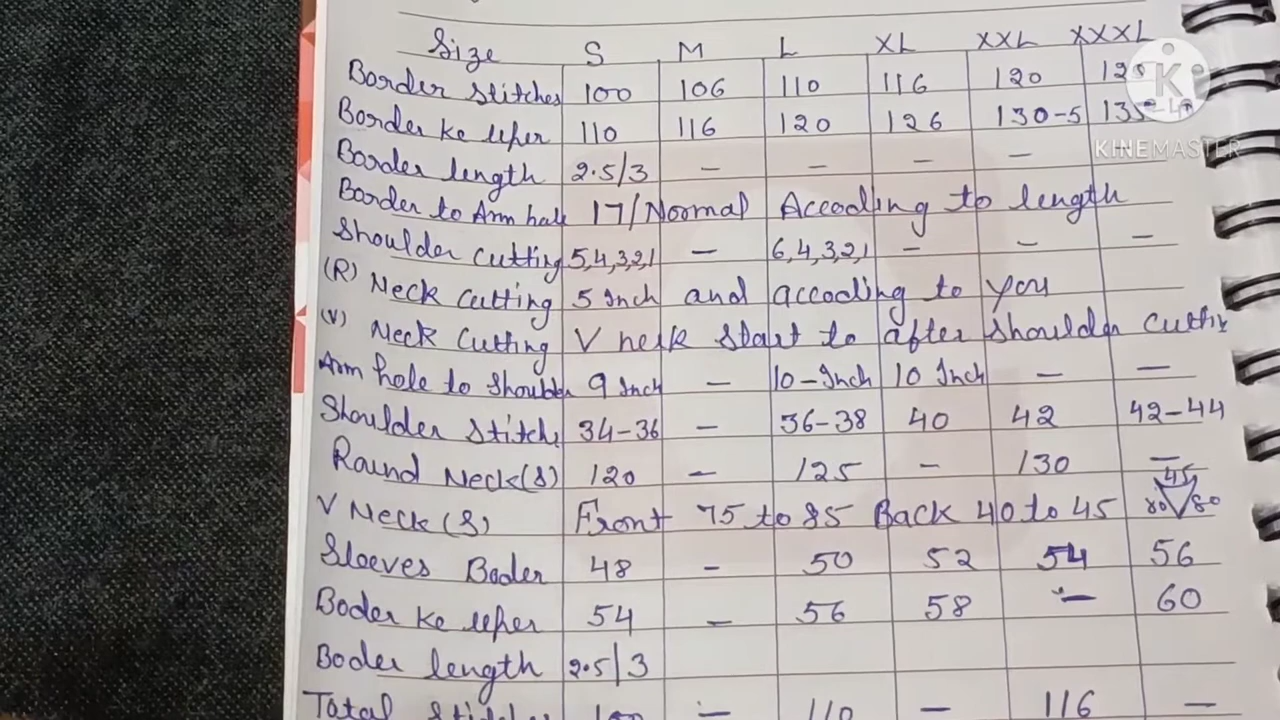 Size S M L XL XXL XXXL
Border Stitches 100 106 110 116 120
Border ke uper 110 116 120 126 130-5
Border length 2.5/3 - - - -
Border to Arm hole 17/Normal Accoding to length
Shoulder Cutting 5,4,3,2,1 - 6,4,3,2,1 - - -
(R) Neck Cutting 5 Inch and accoding to you
(V) Neck Cutting V neck start to after shoulder
Arm hole to Shoulder 9 Inch - 10-Inch 10 Inch - -
Shoulder Stitch 34-36 - 36-38 40 42 42-44
Round Neck(S) 120 - 125 - 130 -
V Neck(S) Front 75 to 85 Back 40 to 45 45 80 80
Sleeves Boder 48 - 50 52 54 56
Boder ke uper 54 - 56 58 - 60
Boder length 2.5/3
Total - 110 - 116 -
K
KINEMASTER